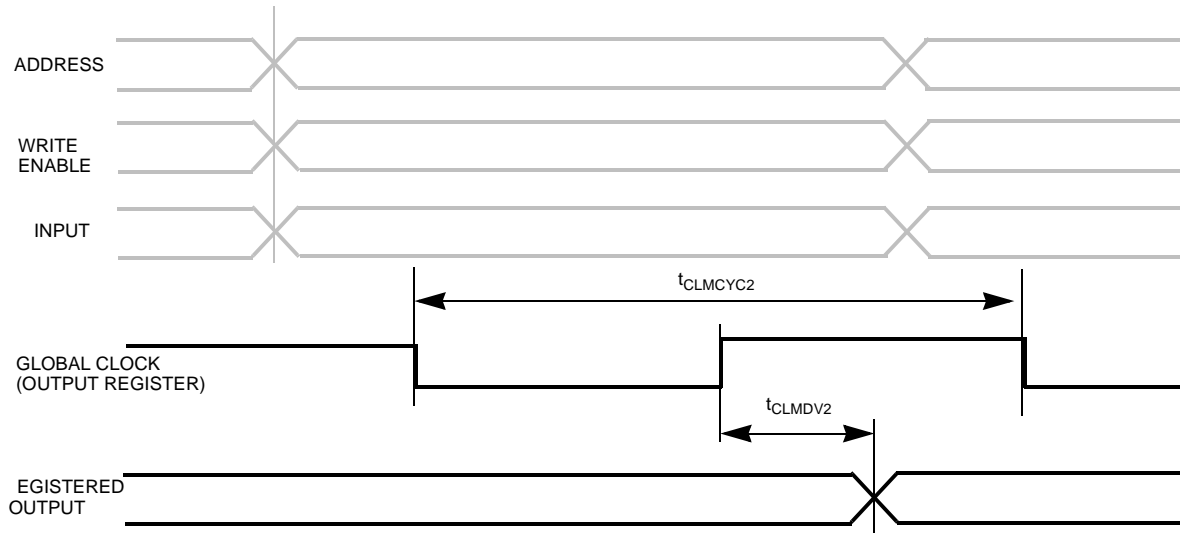 ADDRESS
WRITE
ENABLE
INPUT
tCLMCYC2
GLOBAL CLOCK
(OUTPUT REGISTER)
tCLMDV2
EGISTERED
OUTPUT